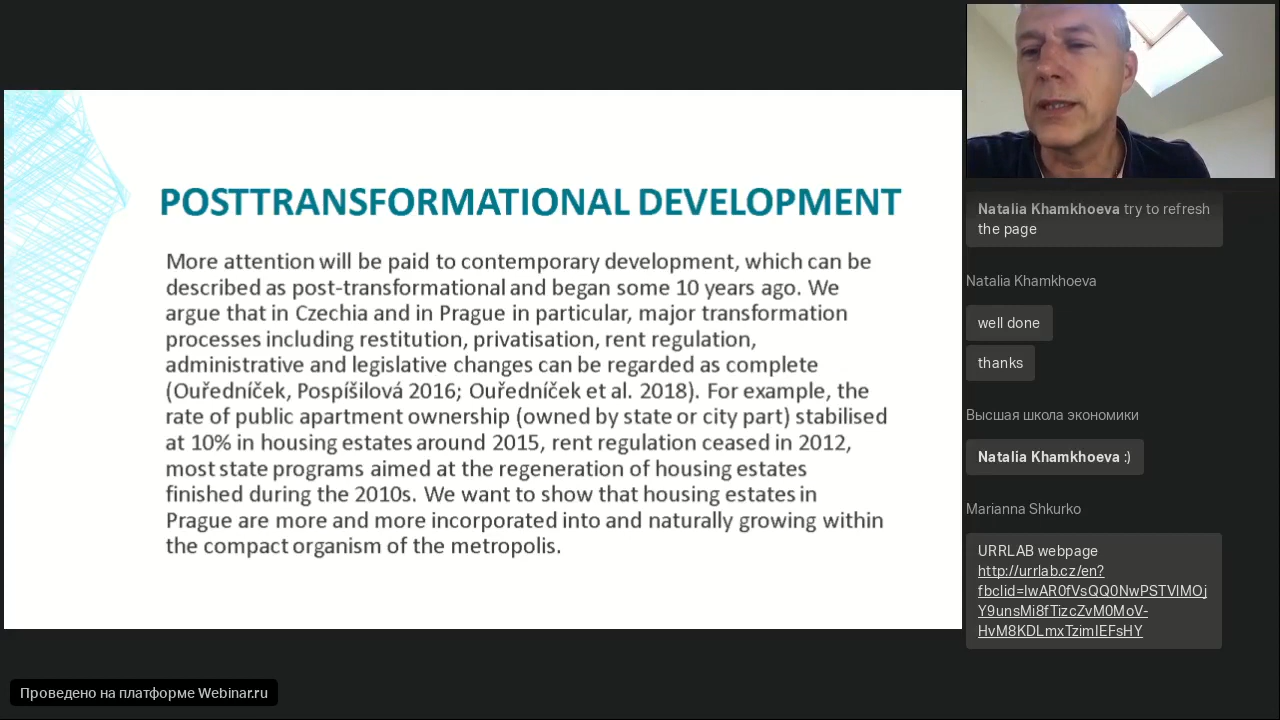 POSTTRANSFORMATIONAL DEVELOPMENT
More attention will be paid to contemporary development, which can be
described as post-transformational and began some 10 years ago. We
argue that in Czechia and in Prague in particular, major transformation
processes including restitution, privatisation, rent regulation,
administrative and legislative changes can be regarded as complete
(Ouředníček, Pospíšilová 2016; Ouředníček et al. 2018). For example, the
rate of public apartment ownership (owned by state or city part) stabilised
at 10% in housing estates around 2015, rent regulation ceased in 2012,
most state programs aimed at the regeneration of housing estates
finished during the 2010s. We want to show that housing estates in
Prague are more and more incorporated into and naturally growing within
the compact organism of the metropolis.
Natalia Khamkhoeva try to refresh
the page
Natalia Khamkhoeva
well done
thanks
Высшая школа экономики
Natalia Khamkhoeva :)
Marianna Shkurko
URRLAB webpage
http://urrlab.cz/en?
fbclid=IwAR0fVsQQ0NwPSTVIMOj
Y9unsMi8fTizcZvM0MoV-
HvM8KDLmxTzimIEFsHY
Проведено на платформе Webinar.ru